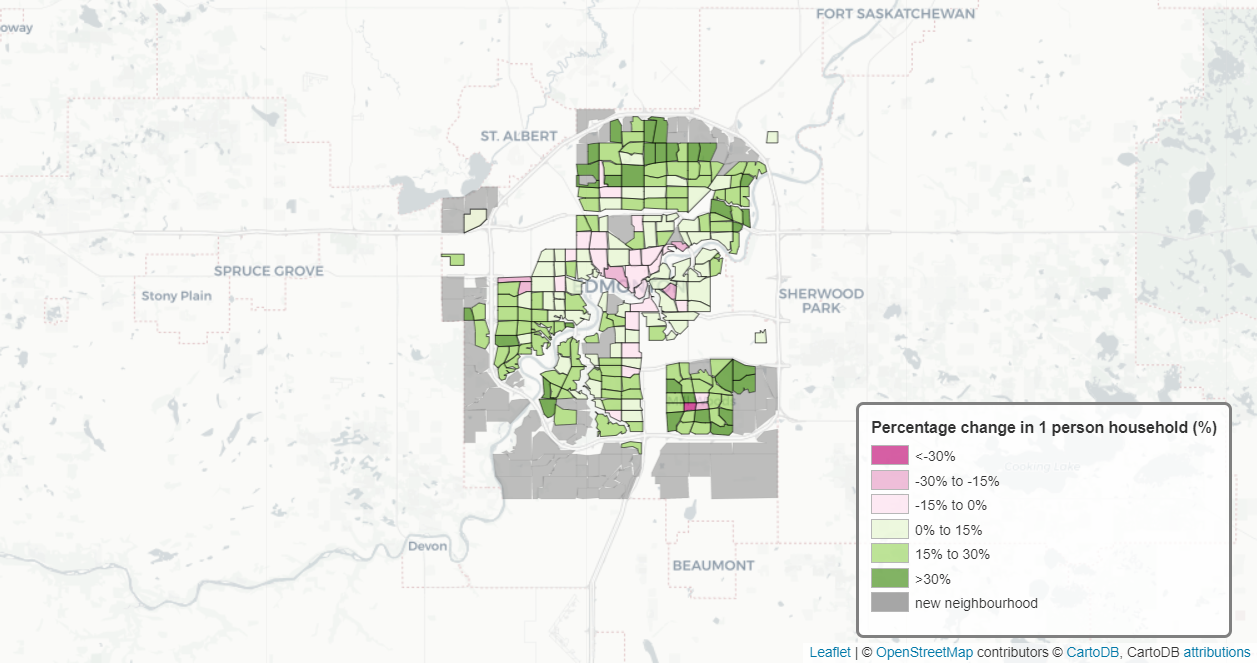 oway
FORT SASKATCHEWAN
ST. ALBERT
SPRUCE GROVE
Stony Plain
EDMONTON
SHERWOOD
PARK
Devon
BEAUMONT
Cooking Lake
Percentage change in 1 person household (%)
<-30%
-30% to -15%
-15% to 0%
0% to 15%
15% to 30%
>30%
new neighbourhood
Leaflet | © OpenStreetMap contributors © CartoDB, CartoDB attributions